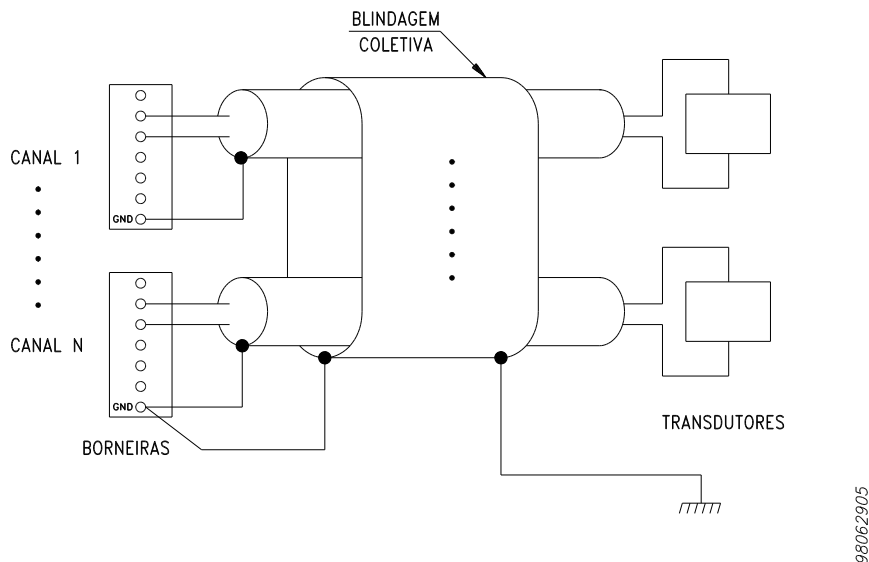 BLINDAGEM
COLETIVA
CANAL 1
GND
CANAL N
GND
BORNEIRAS
TRANSDUTORES
98062905